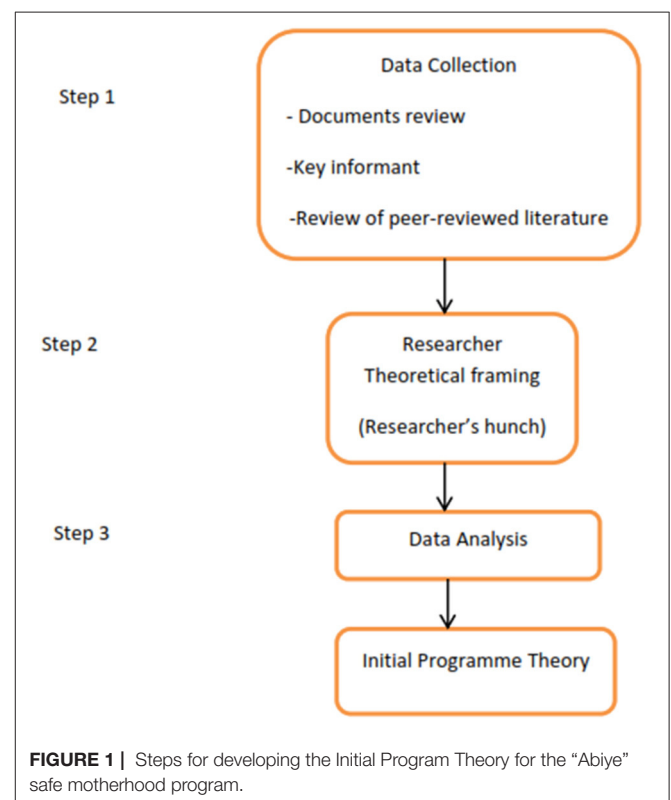 Step 1
Data Collection
- Documents review
-Key informant
-Review of peer-reviewed literature
Step 2
Researcher
Theoretical framing
(Researcher's hunch)
Step 3
Data Analysis
Initial Programme Theory
FIGURE 1 | Steps for developing the Initial Program Theory for the “Abiye”
safe motherhood program.